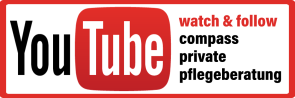 YouTube
watch & follow
compass
private
pflegeberatung